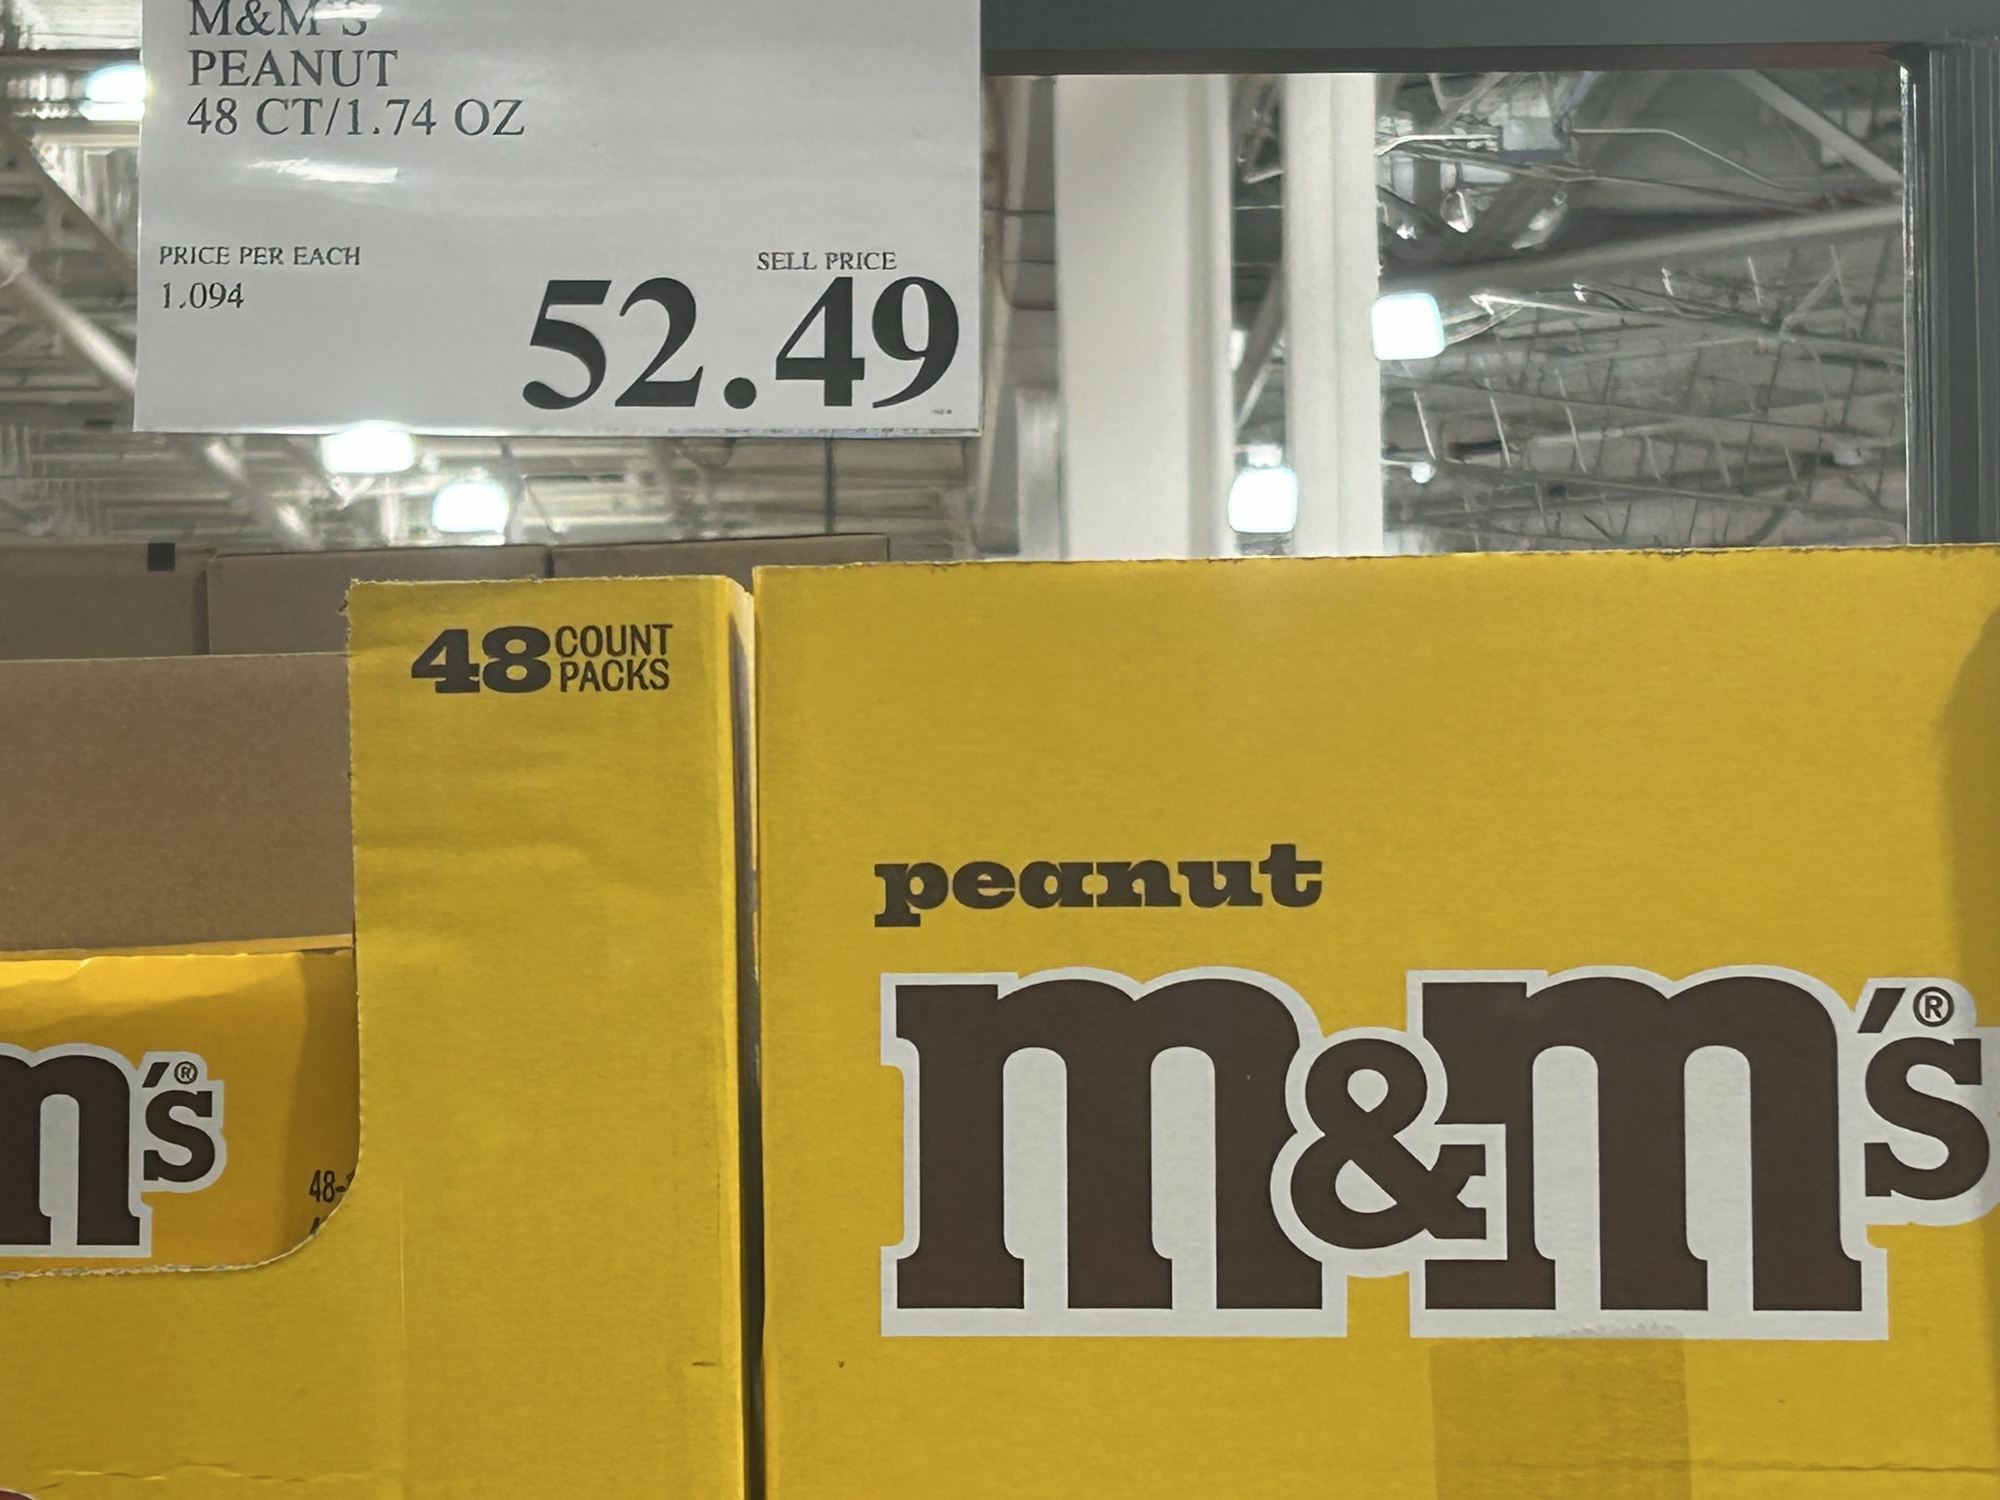 M&M'S
PEANUT
48 CT/1.74 OZ
PRICE PER EACH
1.094
SELL PRICE
52.49
48 COUNT
PACKS
peanut
m&m's®
m's®
48-